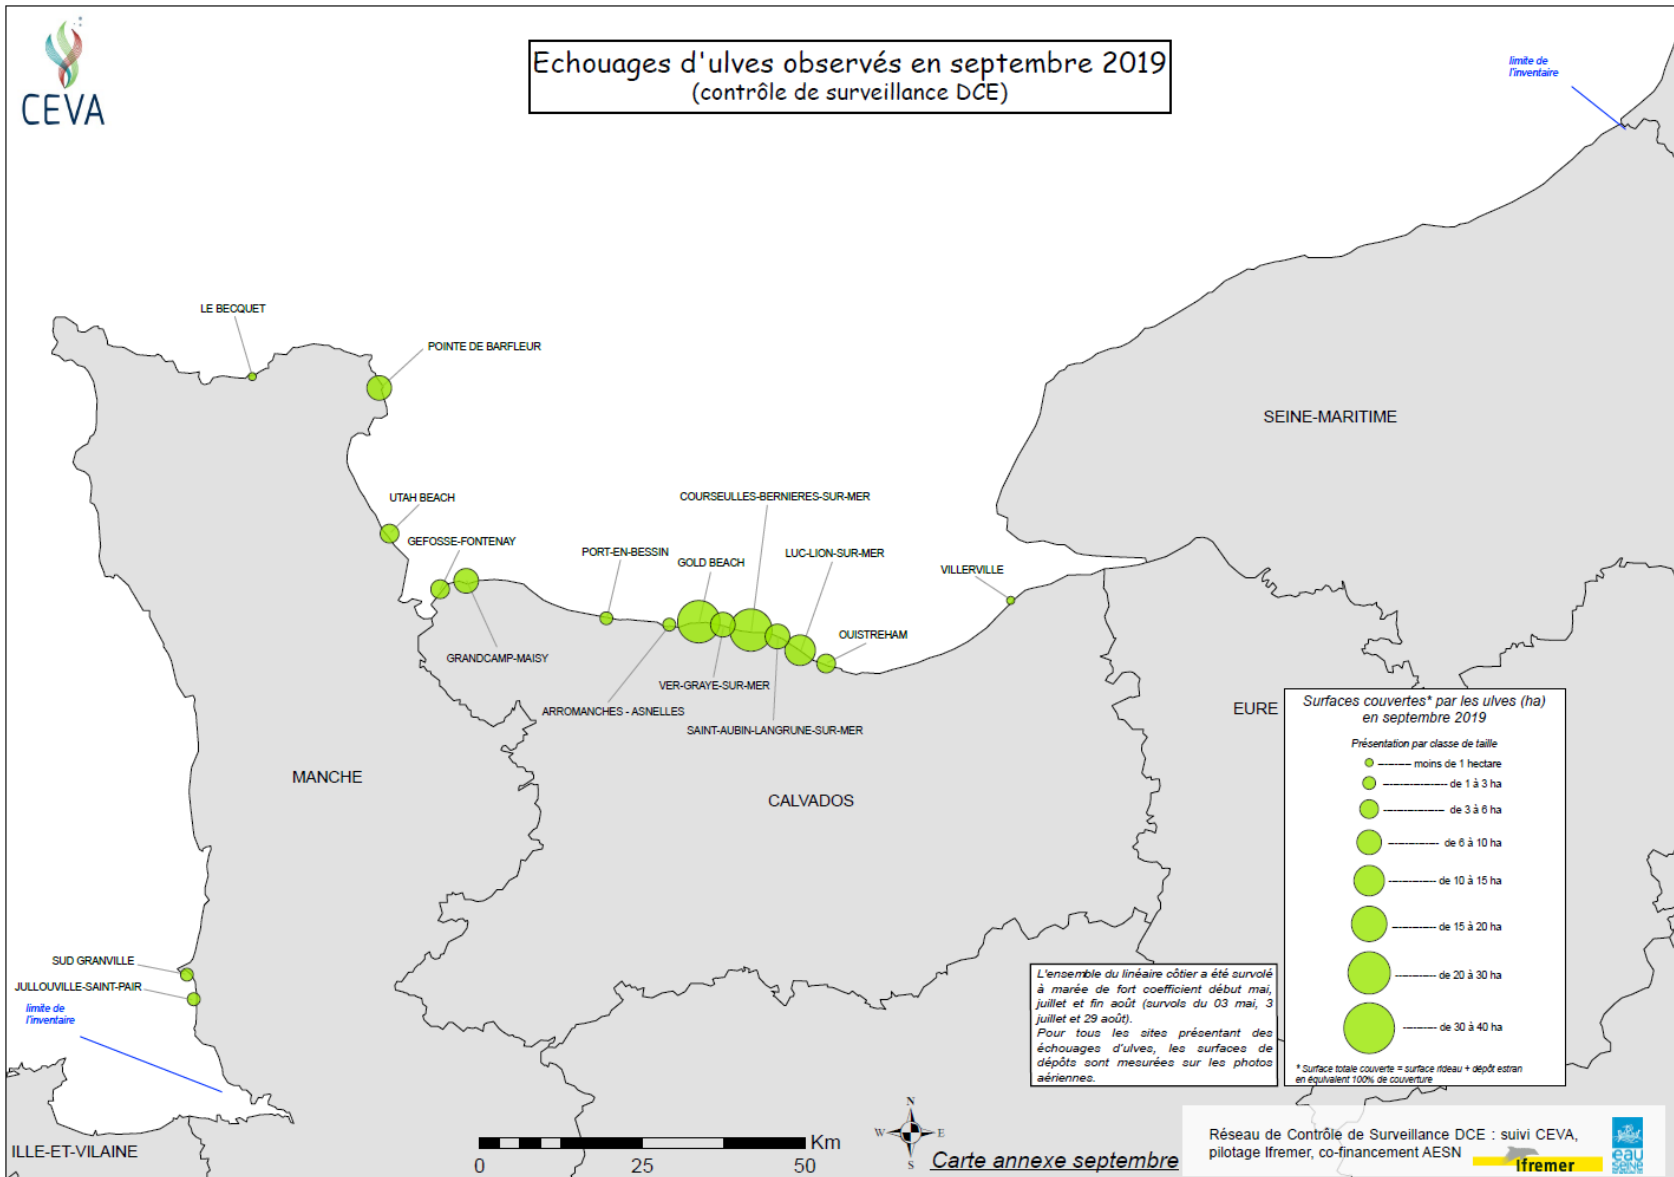 CEVA
Echouages d'ulves observés en septembre 2019
(contrôle de surveillance DCE)
limite de
l'inventaire
LE BECQUET
POINTE DE BARFLEUR
SEINE-MARITIME
UTAH BEACH
COURSEULLES-BERNIERES-SUR-MER
GEFOSSE-FONTENAY
PORT-EN-BESSIN
GOLD BEACH
LUC-LION-SUR-MER
VILLERVILLE
OUISTREHAM
GRANDCAMP-MAISY
VER-GRAYE-SUR-MER
ARROMANCHES - ASNELLES
SAINT-AUBIN-LANGRUNE-SUR-MER
EURE
MANCHE
CALVADOS
Surfaces couvertes* par les ulves (ha)
en septembre 2019
Présentation par classe de taille
moins de 1 hectare
de 1 à 3 ha
de 3 à 6 ha
de 6 à 10 ha
de 10 à 15 ha
de 15 à 20 ha
de 20 à 30 ha
de 30 à 40 ha
* Surface totale couverte = surface rideau + dépôt estran
en équivalent 100% de couverture
SUD GRANVILLE
JULLOUVILLE-SAINT-PAIR
limite de
l'inventaire
L'ensemble du linéaire côtier a été survolé
à marée de fort coefficient début mai,
juillet et fin août (survols du 03 mai, 3
juillet et 29 août).
Pour tous les sites présentant des
échouages d'ulves, les surfaces de
dépôts sont mesurées sur les photos
aériennes.
ILLE-ET-VILAINE
Km
0 25 50
N
W E
S
Carte annexe septembre
Réseau de Contrôle de Surveillance DCE : suivi CEVA,
pilotage Ifremer, co-financement AESN
Ifremer
eau
seine